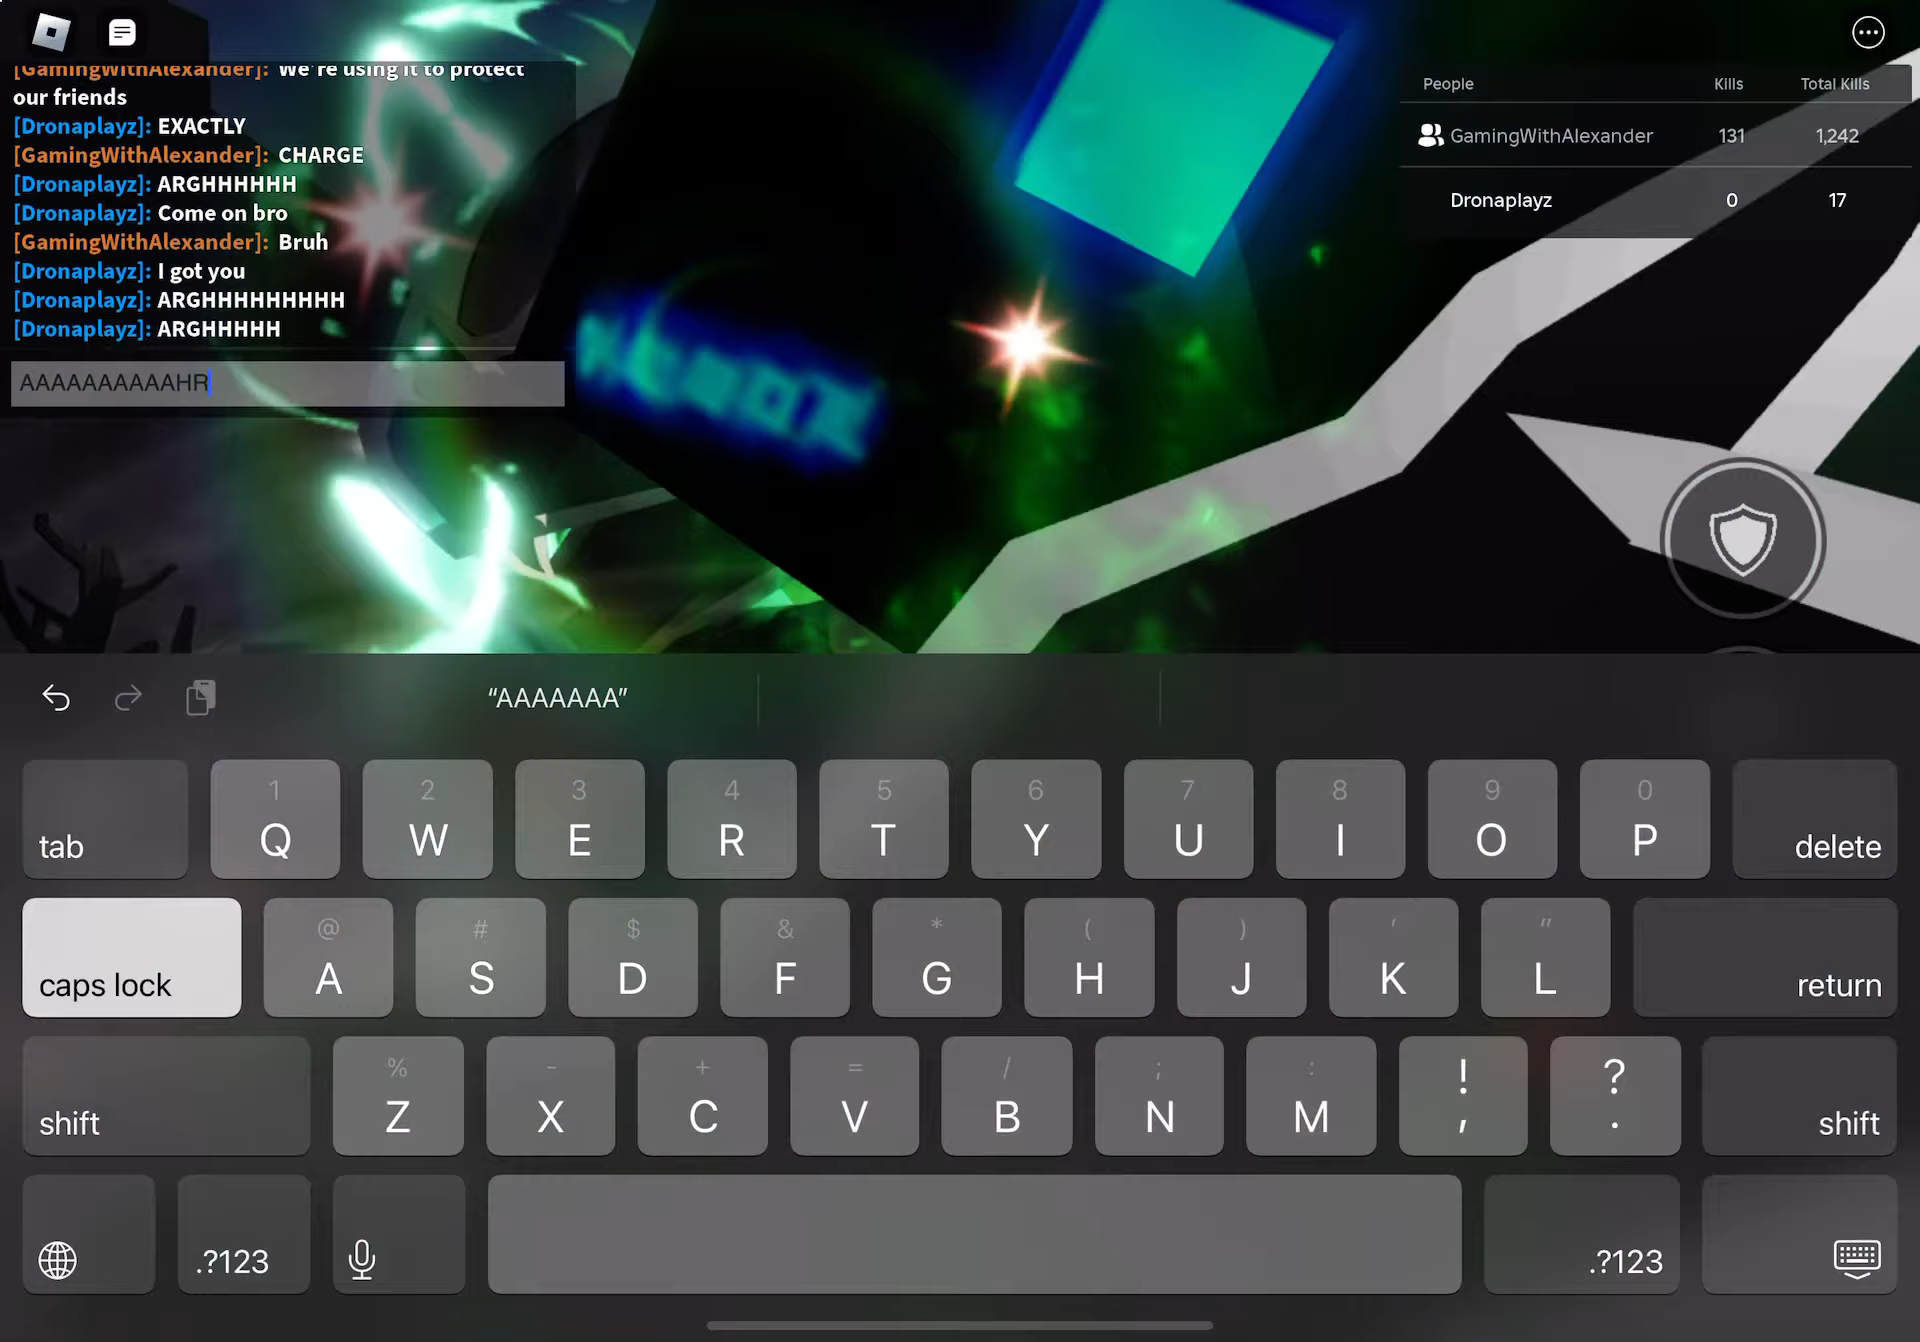 [GamingWithAlexander]: We're using it to protect
our friends
[Dronaplayz]: EXACTLY
[GamingWithAlexander]: CHARGE
[Dronaplayz]: ARGHHHHHH
[Dronaplayz]: Come on bro
[GamingWithAlexander]: Bruh
[Dronaplayz]: I got you
[Dronaplayz]: ARGHHHHHHHHHH
[Dronaplayz]: ARGHHHHH
AAAAAAAAAAHR
People Kills Total Kills
GamingWithAlexander 131 1,242
Dronaplayz 0 17
“AAAAAAA”
1 2 3 4 5 6 7 8 9 0
tab Q W E R T Y U I O P delete
@ # $ & * ( ) ' "
caps lock A S D F G H J K L return
% - + = / ; : ! ?
shift Z X C V B N M , . shift
.?123 .?123